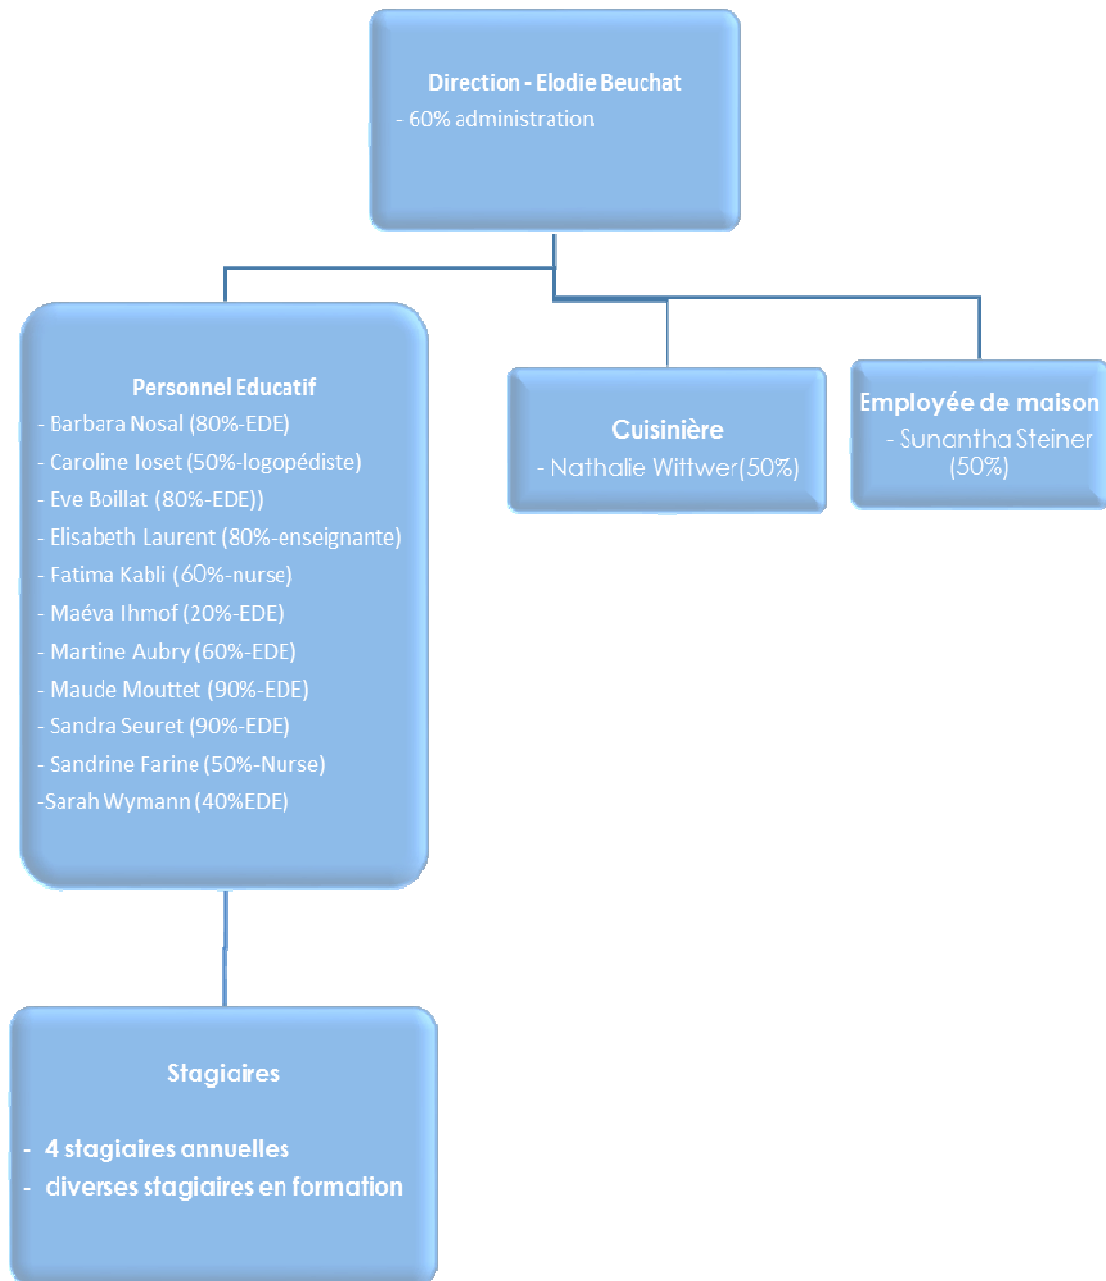 Direction - Elodie Beuchat
- 60% administration
Personnel Educatif
- Barbara Nosal (80%-EDE)
- Caroline Ioset (50%-logopédiste)
- Eve Boillat (80%-EDE))
- Elisabeth Laurent (80%-enseignante)
- Fatima Kabli (60%-nurse)
- Maéva Ihmof (20%-EDE)
- Martine Aubry (60%-EDE)
- Maude Mouttet (90%-EDE)
- Sandra Seuret (90%-EDE)
- Sandrine Farine (50%-Nurse)
-Sarah Wymann (40%EDE)
Cuisinière
- Nathalie Wittwer(50%)
Employée de maison
- Sunantha Steiner
(50%)
Stagiaires
- 4 stagiaires annuelles
- diverses stagiaires en formation